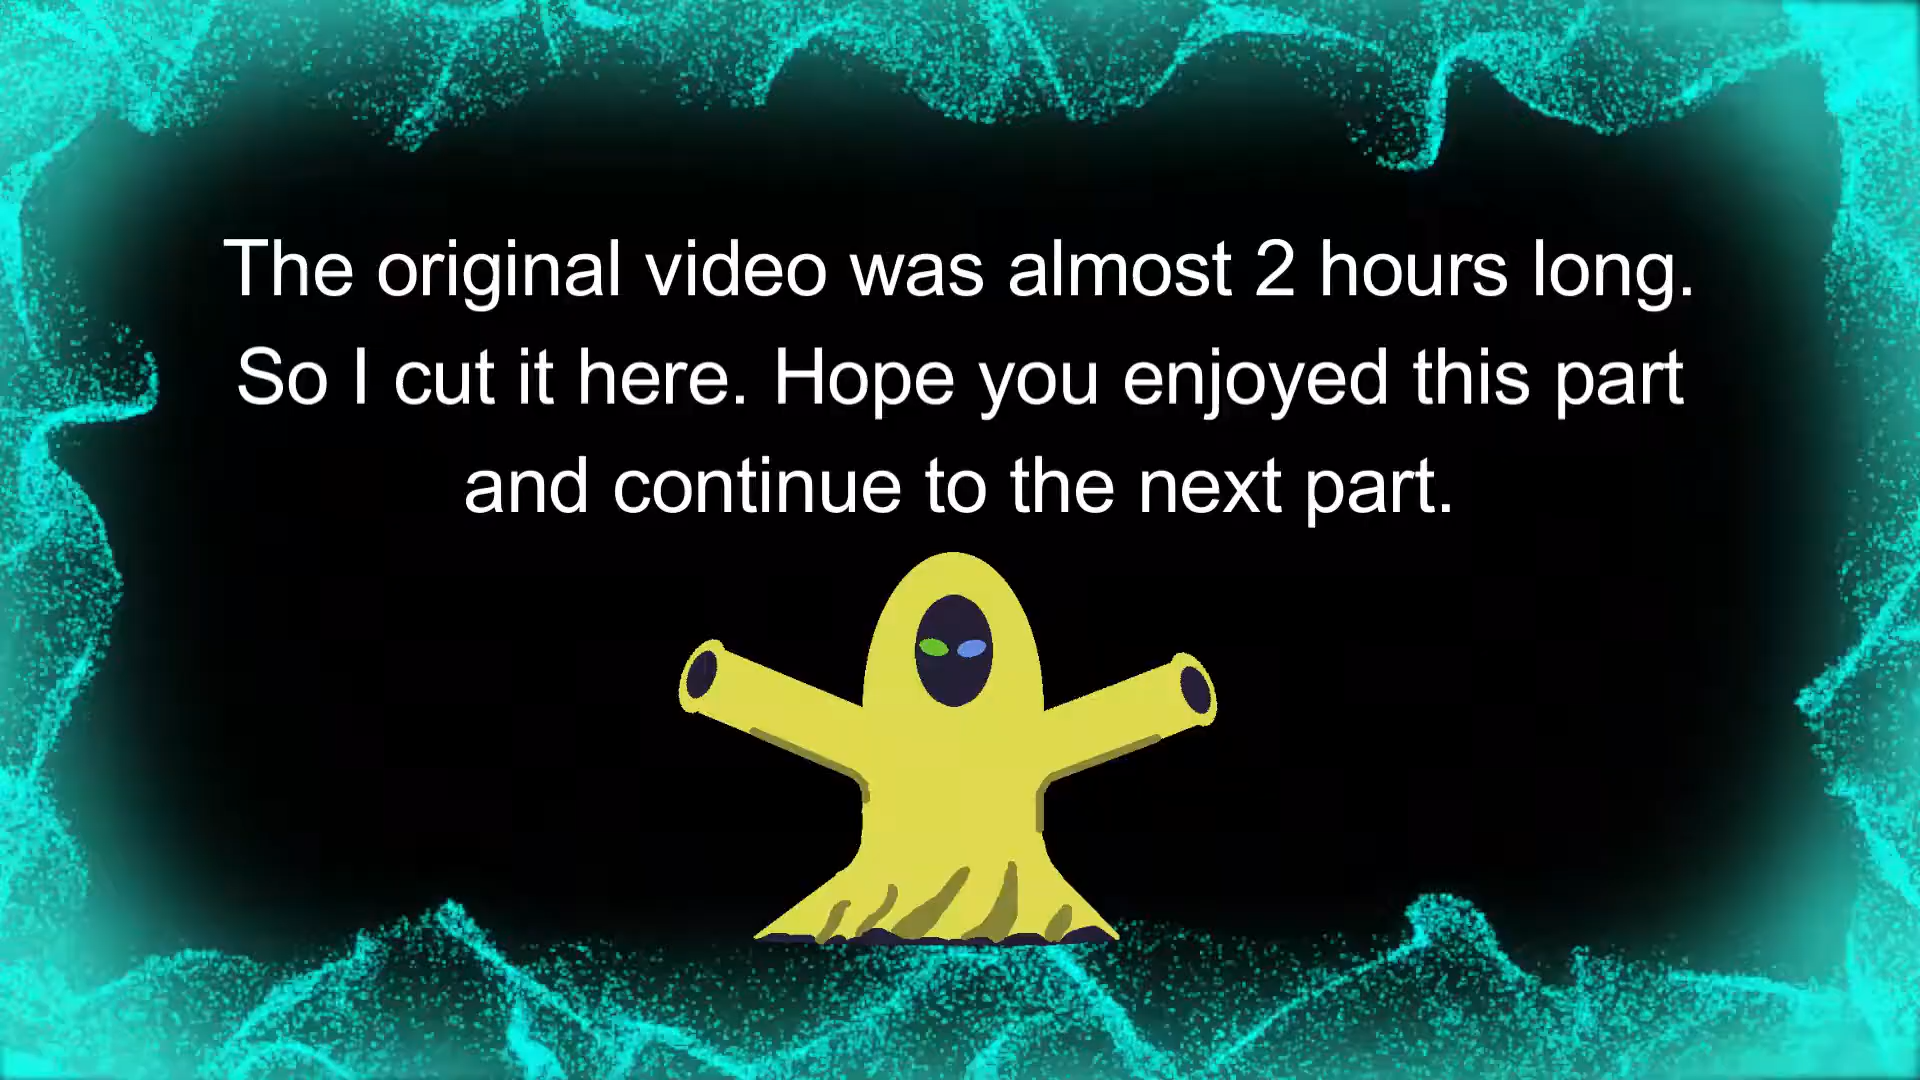 The original video was almost 2 hours long.
So I cut it here. Hope you enjoyed this part
and continue to the next part.